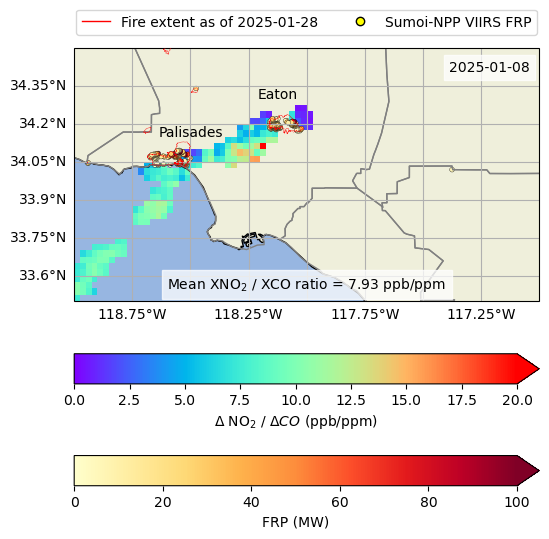 Fire extent as of 2025-01-28 Sumoi-NPP VIIRS FRP
2025-01-08
34.35°N
Eaton
34.2°N
Palisades
34.05°N
33.9°N
33.75°N
33.6°N
Mean XNO₂ / XCO ratio = 7.93 ppb/ppm
118.75°W 118.25°W 117.75°W 117.25°W
0.0 2.5 5.0 7.5 10.0 12.5 15.0 17.5 20.0
Δ NO₂ / ΔCO (ppb/ppm)
0 20 40 60 80 100
FRP (MW)